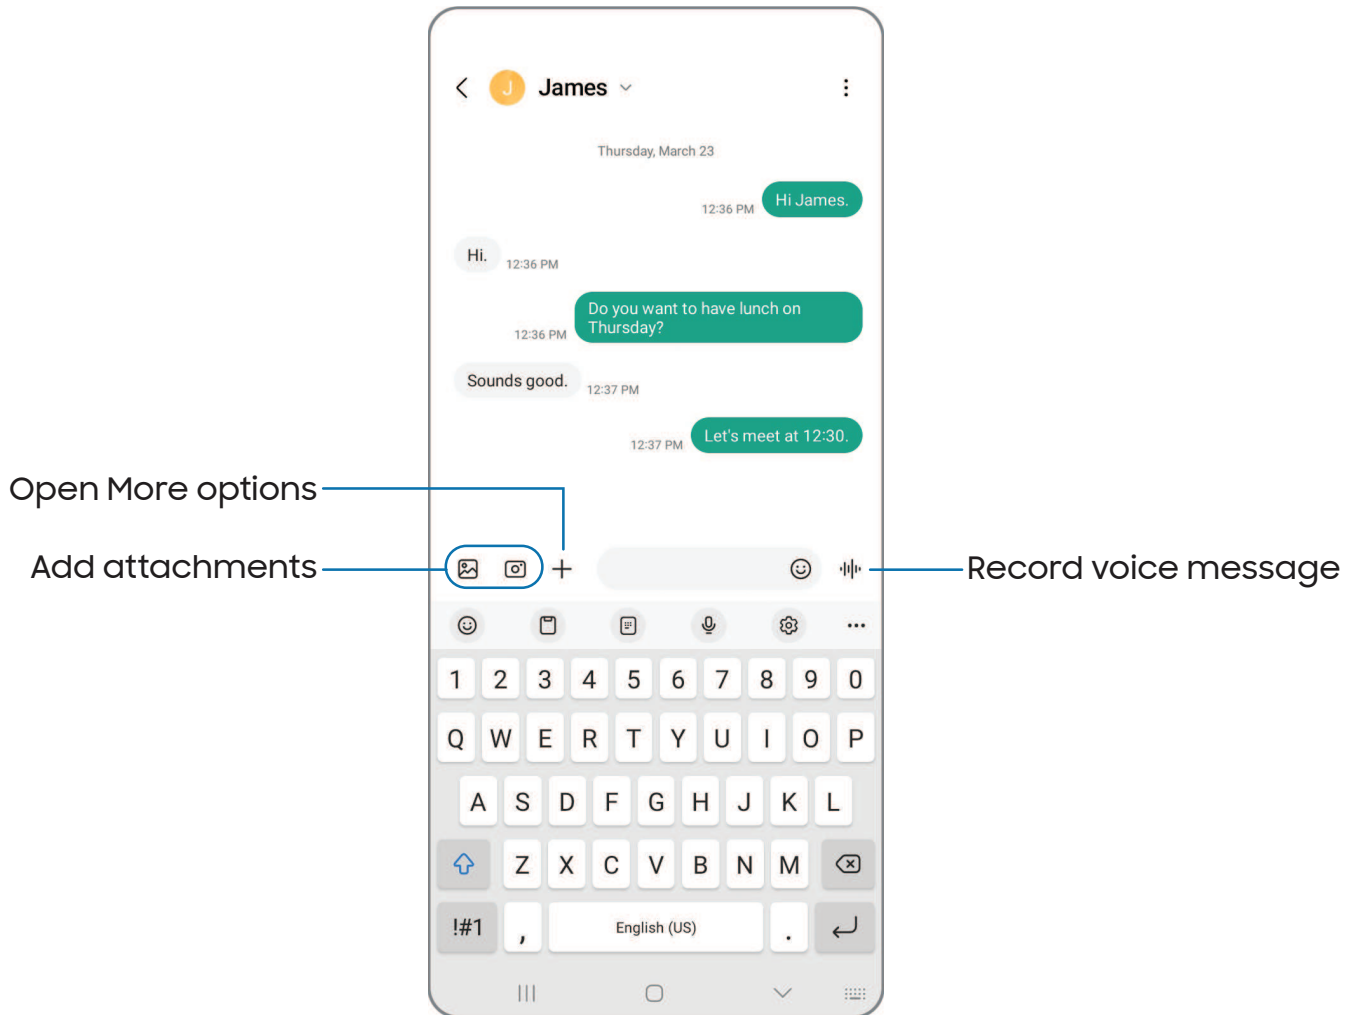 J James
Thursday, March 23
12:36 PM Hi James.
Hi. 12:36 PM
Do you want to have lunch on
12:36 PM Thursday?
Sounds good. 12:37 PM
12:37 PM Let's meet at 12:30.
Open More options
Add attachments
Record voice message
1 2 3 4 5 6 7 8 9 0
Q W E R T Y U I O P
A S D F G H J K L
Z X C V B N M
!#1 , English (US) .